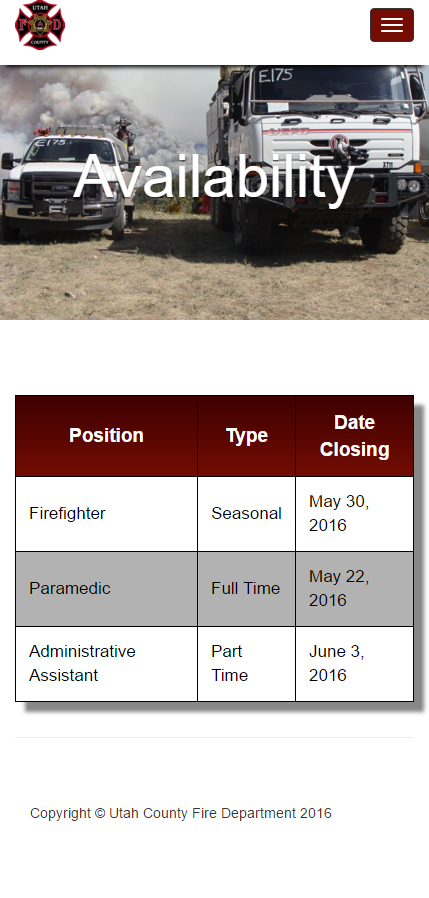 UTAH
F D
COUNTY
E175
E175
UCFD
Availability
Position
Type
Date
Closing
Firefighter
Seasonal
May 30,
2016
Paramedic
Full Time
May 22,
2016
Administrative
Assistant
Part
Time
June 3,
2016
Copyright © Utah County Fire Department 2016